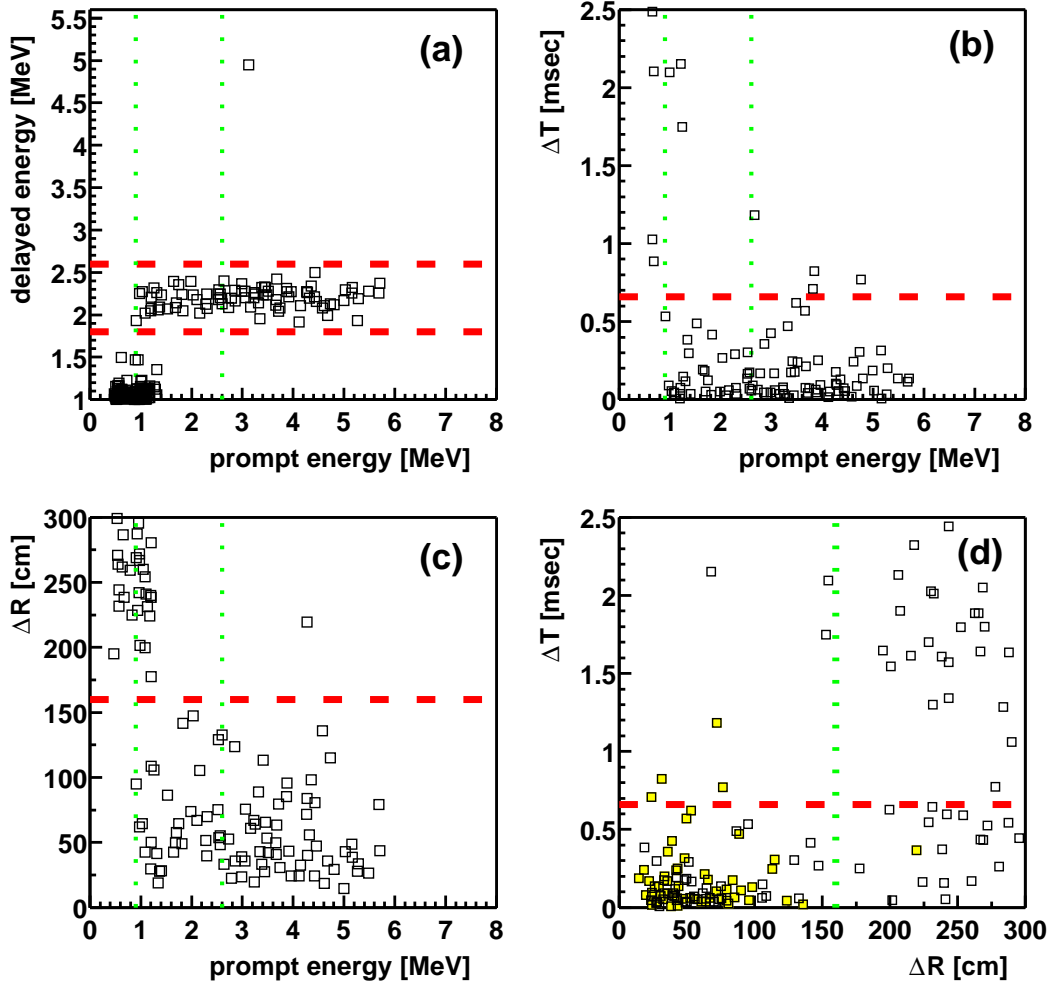 (a)
delayed energy [MeV]
5.5
5
4.5
4
3.5
3
2.5
2
1.5
1
0 1 2 3 4 5 6 7 8
prompt energy [MeV]
(b)
ΔT [msec]
2.5
2
1.5
1
0.5
0
0 1 2 3 4 5 6 7 8
prompt energy [MeV]
(c)
ΔR [cm]
300
250
200
150
100
50
0
0 1 2 3 4 5 6 7 8
prompt energy [MeV]
(d)
ΔT [msec]
2.5
2
1.5
1
0.5
0
0 50 100 150 200 250 300
ΔR [cm]